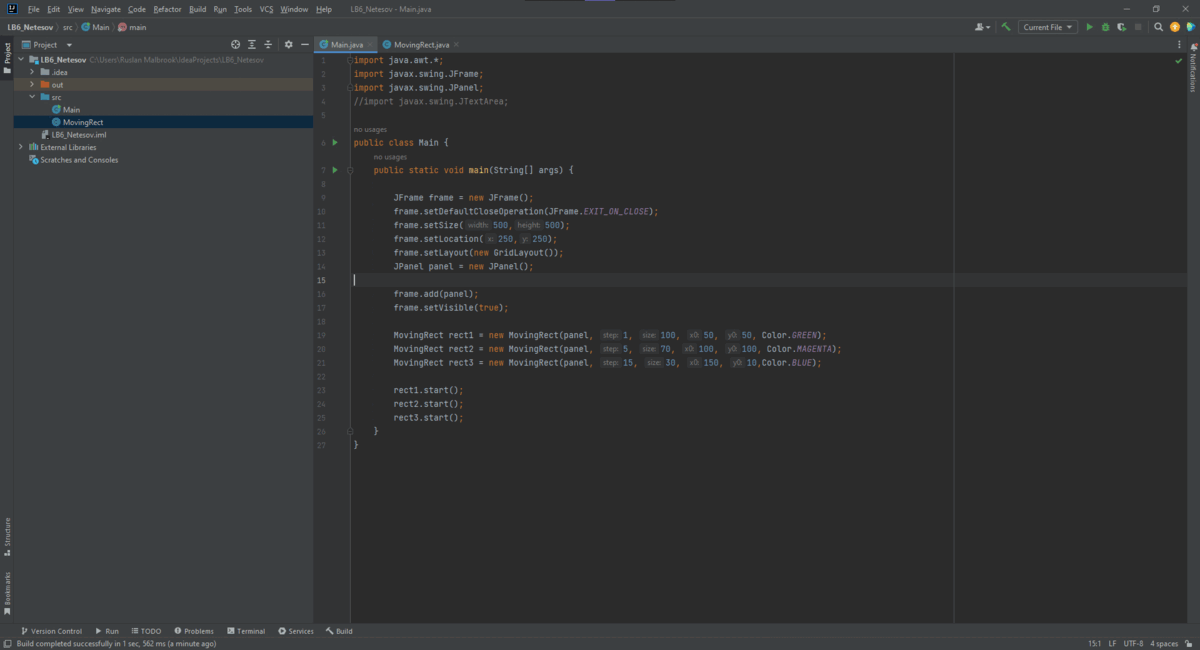 File Edit View Navigate Code Refactor Build Run Tools VCS Window Help LB6_Netesov - Main.java
LB6_Netesov src Main main Current File
Project Main.java MovingRect.java
Project
LB6_Netesov C:\Users\Ruslan Malbrook\IdeaProjects\LB6_Netesov
.idea
out
src
Main
MovingRect
LB6_Netesov.iml
External Libraries
Scratches and Consoles
1 import java.awt.*;
2 import javax.swing.JFrame;
3 import javax.swing.JPanel;
4 //import javax.swing.JTextArea;
5
no usages
6 public class Main {
no usages
7 public static void main(String[] args) {
8
9 JFrame frame = new JFrame();
10 frame.setDefaultCloseOperation(JFrame.EXIT_ON_CLOSE);
11 frame.setSize( width: 500, height: 500);
12 frame.setLocation( x: 250, y: 250);
13 frame.setLayout(new GridLayout());
14 JPanel panel = new JPanel();
15
16 frame.add(panel);
17 frame.setVisible(true);
18
19 MovingRect rect1 = new MovingRect(panel, step: 1, size: 100, x0: 50, y0: 50, Color.GREEN);
20 MovingRect rect2 = new MovingRect(panel, step: 5, size: 70, x0: 100, y0: 100, Color.MAGENTA);
21 MovingRect rect3 = new MovingRect(panel, step: 15, size: 30, x0: 150, y0: 10,Color.BLUE);
22
23 rect1.start();
24 rect2.start();
25 rect3.start();
26 }
27 }
Notifications
Structure
Bookmarks
Version Control Run TODO Problems Terminal Services Build
Build completed successfully in 1 sec, 562 ms (a minute ago) 15:1 LF UTF-8 4 spaces